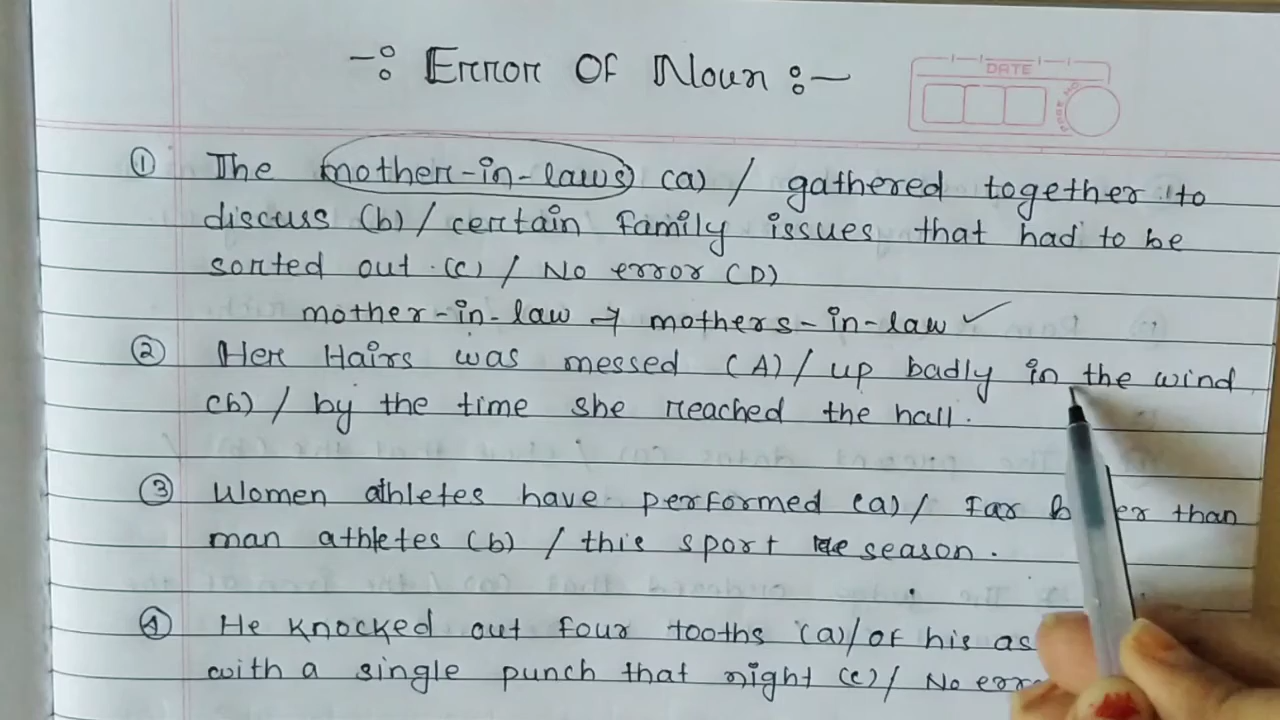 -: Error Of Noun :-
DATE
PAGE NO
① The mother-in-laws (a) / gathered together to
discuss (b) / certain family issues that had to be
sorted out. (c) / No error (D)
mother-in-law → mothers-in-law ✓
② Her Hairs was messed (A) / up badly in the wind
(b) / by the time she reached the hall.
③ Women athletes have performed (a) / far than
man athletes (b) / this sport season.
④ He knocked out four tooths (a) / of his
with a single punch that night (c) / No